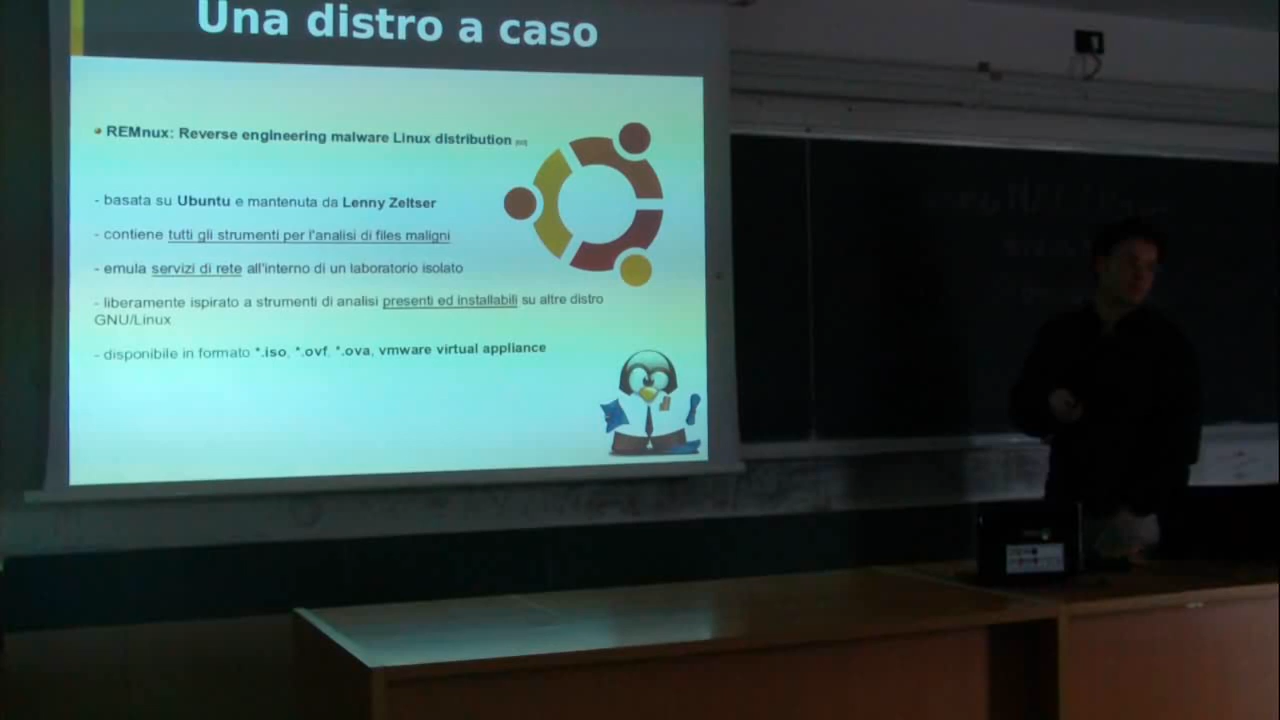 Una distro a caso
REMnux: Reverse engineering malware Linux distribution
- basata su Ubuntu e mantenuta da Lenny Zeltser
- contiene tutti gli strumenti per l'analisi di files maligni
- emula servizi di rete all'interno di un laboratorio isolato
- liberamente ispirato a strumenti di analisi presenti ed installabili su altre distro
GNU/Linux
- disponibile in formato *.iso, *.ovf, *.ova, vmware virtual appliance